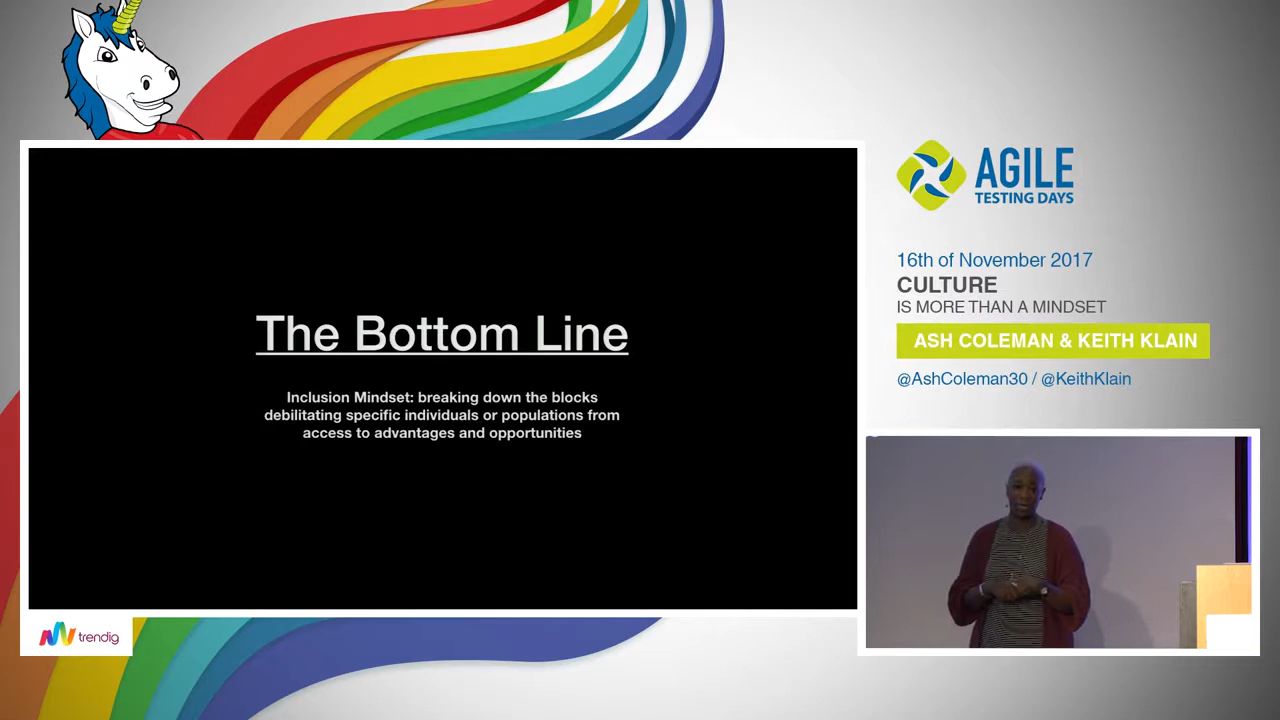 The Bottom Line
Inclusion Mindset: breaking down the blocks
debilitating specific individuals or populations from
access to advantages and opportunities
trendig
AGILE
TESTING DAYS
16th of November 2017
CULTURE
IS MORE THAN A MINDSET
ASH COLEMAN & KEITH KLAIN
@AshColeman30 / @KeithKlain